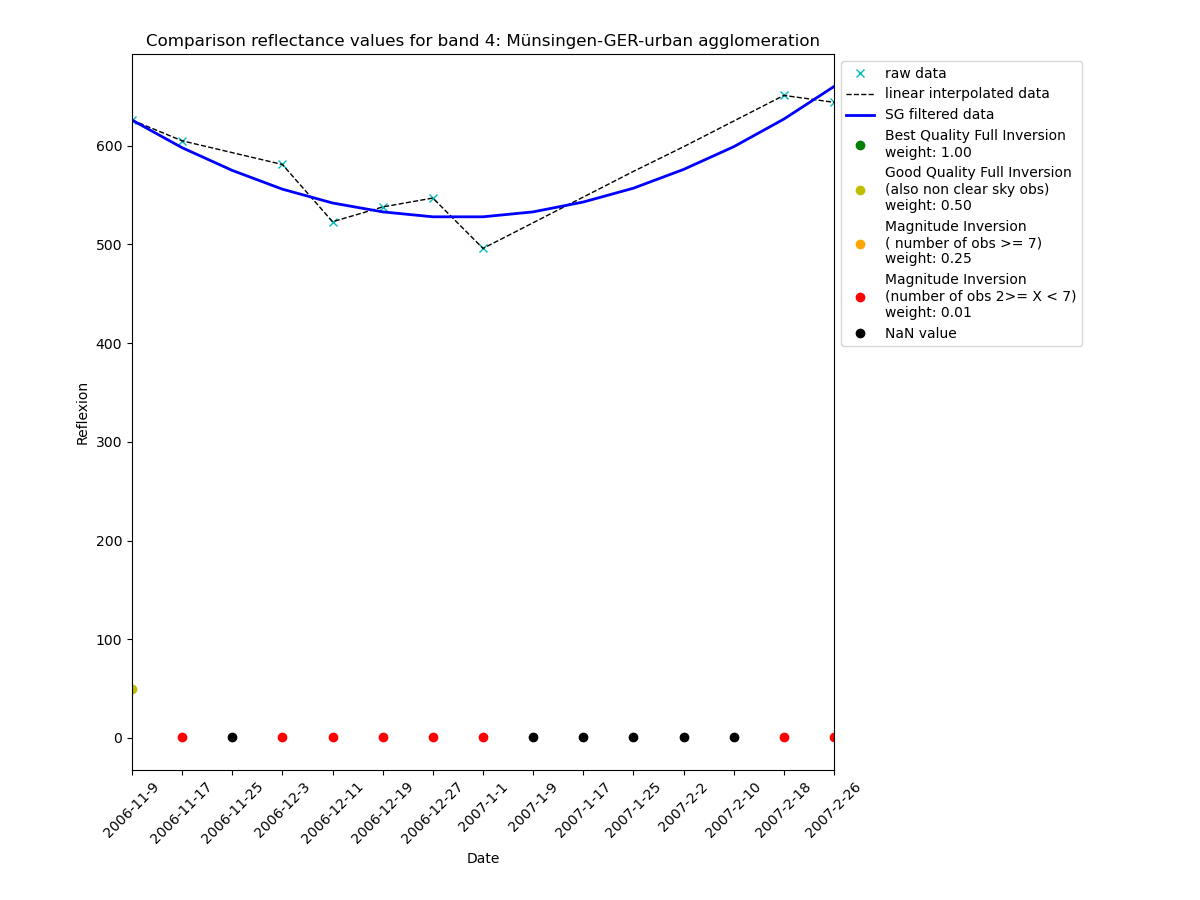 Comparison reflectance values for band 4: Münsingen-GER-urban agglomeration
raw data
linear interpolated data
SG filtered data
Best Quality Full Inversion
weight: 1.00
Good Quality Full Inversion
(also non clear sky obs)
weight: 0.50
Magnitude Inversion
( number of obs >= 7)
weight: 0.25
Magnitude Inversion
(number of obs 2>= X < 7)
weight: 0.01
NaN value
Reflexion
600
500
400
300
200
100
0
2006-11-9
2006-11-17
2006-11-25
2006-12-3
2006-12-11
2006-12-19
2006-12-27
2007-1-1
2007-1-9
2007-1-17
2007-1-25
2007-2-2
2007-2-10
2007-2-18
2007-2-26
Date